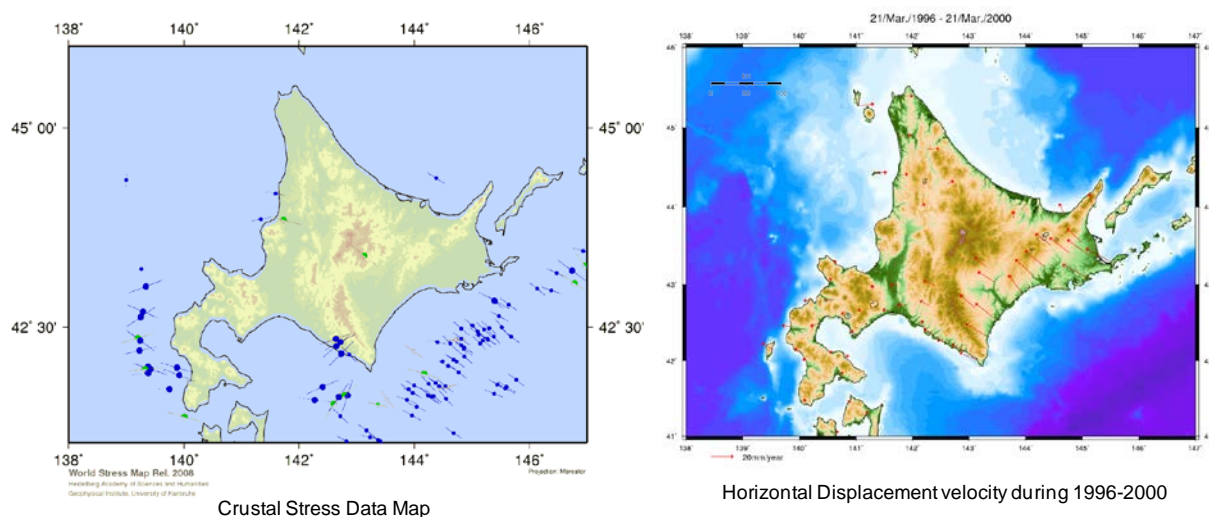 138° 140° 142° 144° 146°
45° 00' 45° 00'
42° 30' 42° 30'
138° 140° 142° 144° 146°
World Stress Map Rel. 2008
Heidelberg Academy of Sciences and Humanities
Geophysical Institute, University of Karlsruhe
Projection: Mercator
Crustal Stress Data Map
21/Mar./1996 - 21/Mar./2000
138° 139° 140° 141° 142° 143° 144° 145° 146° 147°
45°
44°
43°
42°
41°
138° 139° 140° 141° 142° 143° 144° 145° 146° 147°
20mm/year
Horizontal Displacement velocity during 1996-2000